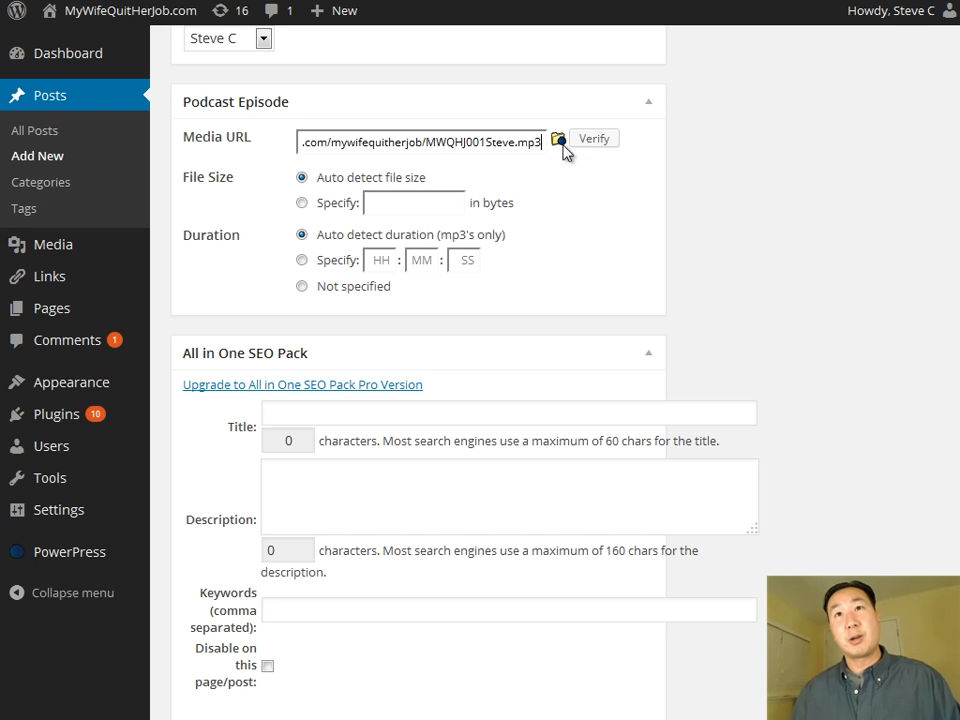 MyWifeQuitHerJob.com 16 1 New Howdy, Steve C
Dashboard
Posts
All Posts
Add New
Categories
Tags
Media
Links
Pages
Comments 1
Appearance
Plugins 10
Users
Tools
Settings
PowerPress
Collapse menu
Steve C
Podcast Episode
Media URL .com/mywifequitherjob/MWQHJ001Steve.mp3 Verify
File Size Auto detect file size
Specify: in bytes
Duration Auto detect duration (mp3's only)
Specify: HH : MM : SS
Not specified
All in One SEO Pack
Upgrade to All in One SEO Pack Pro Version
Title:
0 characters. Most search engines use a maximum of 60 chars for the title.
Description:
0 characters. Most search engines use a maximum of 160 chars for the
description.
Keywords
(comma
separated):
Disable on
this
page/post: